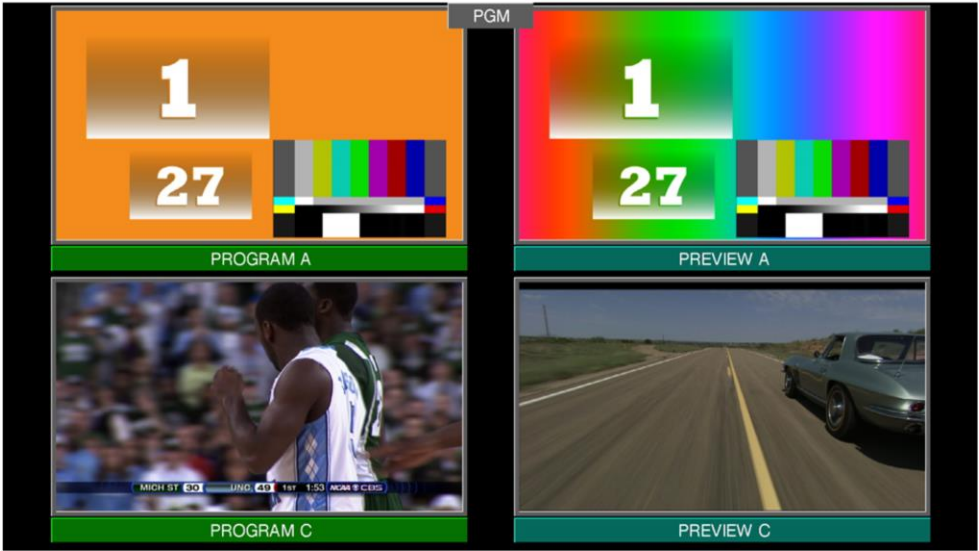 PGM
1
27
PROGRAM A
1
27
PREVIEW A
MICH ST 30 UNC 49 1ST 1:53 NCAA CBS
PROGRAM C
PREVIEW C